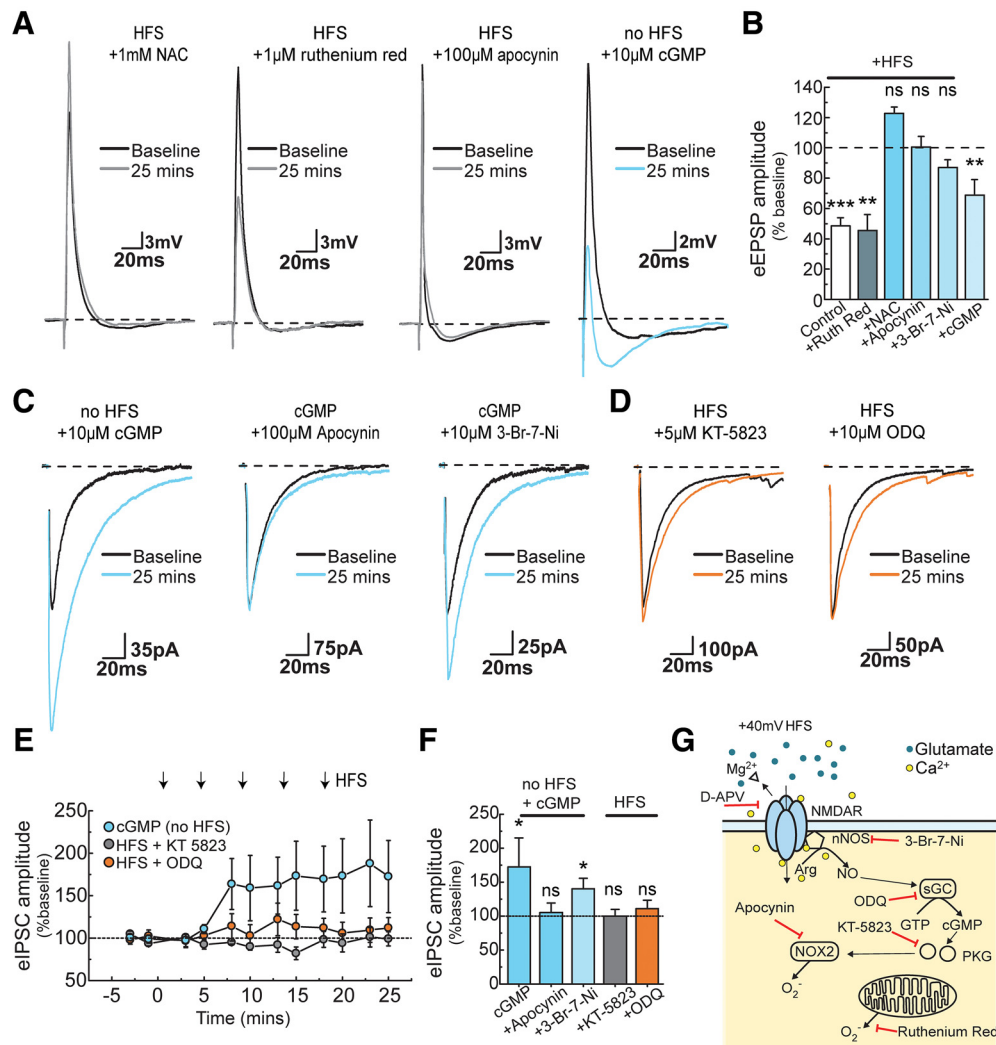 A
HFS
+1mM NAC
Baseline
25 mins
3mV
20ms
HFS
+1µM ruthenium red
Baseline
25 mins
3mV
20ms
HFS
+100µM apocynin
Baseline
25 mins
3mV
20ms
no HFS
+10µM cGMP
Baseline
25 mins
2mV
20ms
B
+HFS
ns ns ns
*** ** **
eEPSP amplitude
(% baesline)
140
120
100
80
60
40
20
0
Control
+Ruth Red
+NAC
+Apocynin
+3-Br-7-Ni
+cGMP
C
no HFS
+10µM cGMP
Baseline
25 mins
35pA
20ms
cGMP
+100µM Apocynin
Baseline
25 mins
75pA
20ms
cGMP
+10µM 3-Br-7-Ni
Baseline
25 mins
25pA
20ms
D
HFS
+5µM KT-5823
Baseline
25 mins
100pA
20ms
HFS
+10µM ODQ
Baseline
25 mins
50pA
20ms
E
HFS
eIPSC amplitude
(%baseline)
250
200
150
100
50
cGMP (no HFS)
HFS + KT 5823
HFS + ODQ
-5 0 5 10 15 20 25
Time (mins)
F
no HFS
+ cGMP
HFS
* ns * ns ns
eIPSC amplitude
(%baseline)
250
200
150
100
50
0
cGMP
+Apocynin
+3-Br-7-Ni
+KT-5823
+ODQ
G
+40mV HFS
Glutamate
Ca2+
Mg2+
D-APV
NMDAR
nNOS
3-Br-7-Ni
Arg
NO
ODQ
sGC
Apocynin
KT-5823
GTP
cGMP
NOX2
PKG
O2-
O2-
Ruthenium Red